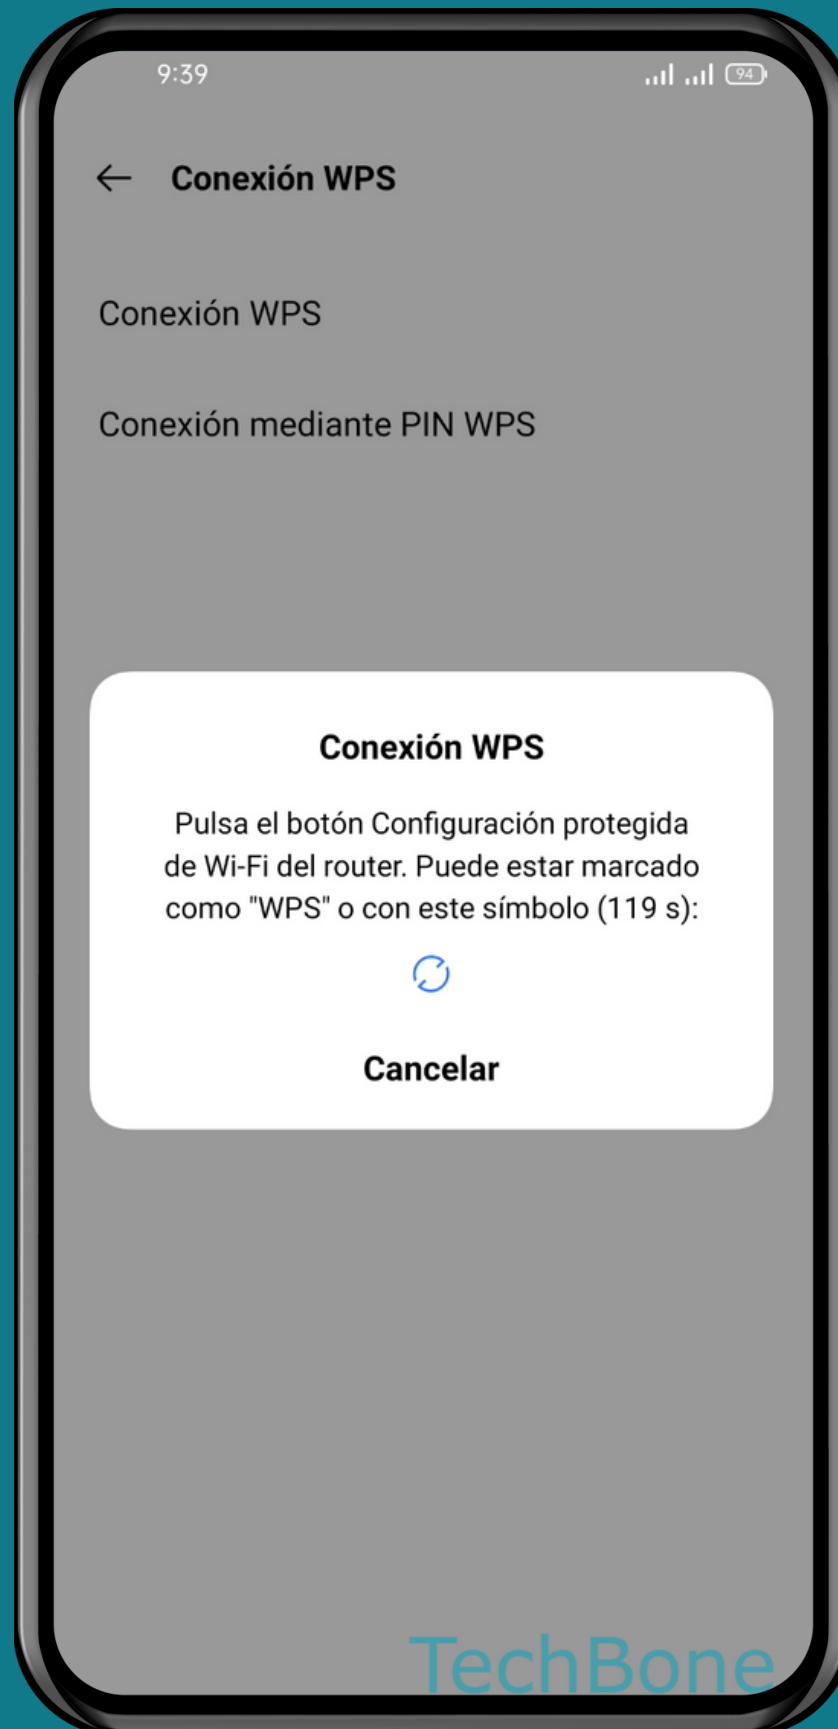 9:39
94
Conexión WPS
Conexión WPS
Conexión mediante PIN WPS
Conexión WPS
Pulsa el botón Configuración protegida
de Wi-Fi del router. Puede estar marcado
como "WPS" o con este símbolo (119 s):
Cancelar
TechBone